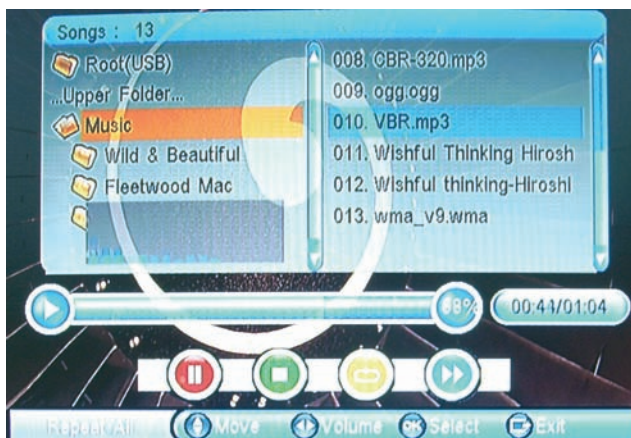 Songs : 13
Root(USB)
...Upper Folder...
Music
Wild & Beautiful
Fleetwood Mac
008. CBR-320.mp3
009. ogg.ogg
010. VBR.mp3
011. Wishful Thinking Hirosh
012. Wishful thinking-Hiroshi
013. wma_v9.wma
68% 00:44/01:04
Repeat All Move Volume OK Select Exit